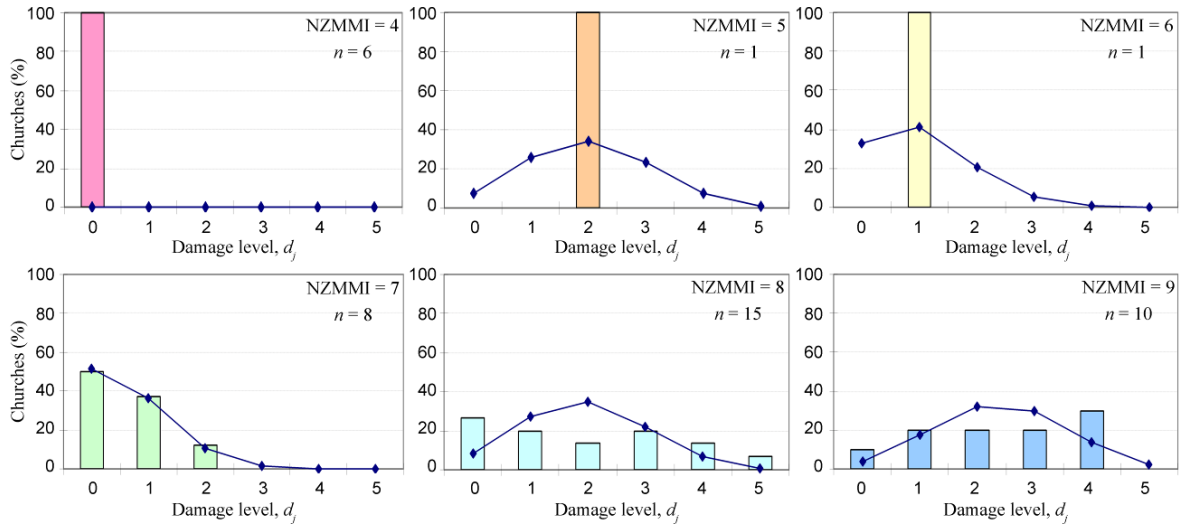 100
80
60
40
20
0
Churches (%)
NZMMI = 4
n = 6
0 1 2 3 4 5
Damage level, dj
100
80
60
40
20
0
NZMMI = 5
n = 1
0 1 2 3 4 5
Damage level, dj
100
80
60
40
20
0
NZMMI = 6
n = 1
0 1 2 3 4 5
Damage level, dj
100
80
60
40
20
0
Churches (%)
NZMMI = 7
n = 8
0 1 2 3 4 5
Damage level, dj
100
80
60
40
20
0
NZMMI = 8
n = 15
0 1 2 3 4 5
Damage level, dj
100
80
60
40
20
0
NZMMI = 9
n = 10
0 1 2 3 4 5
Damage level, dj